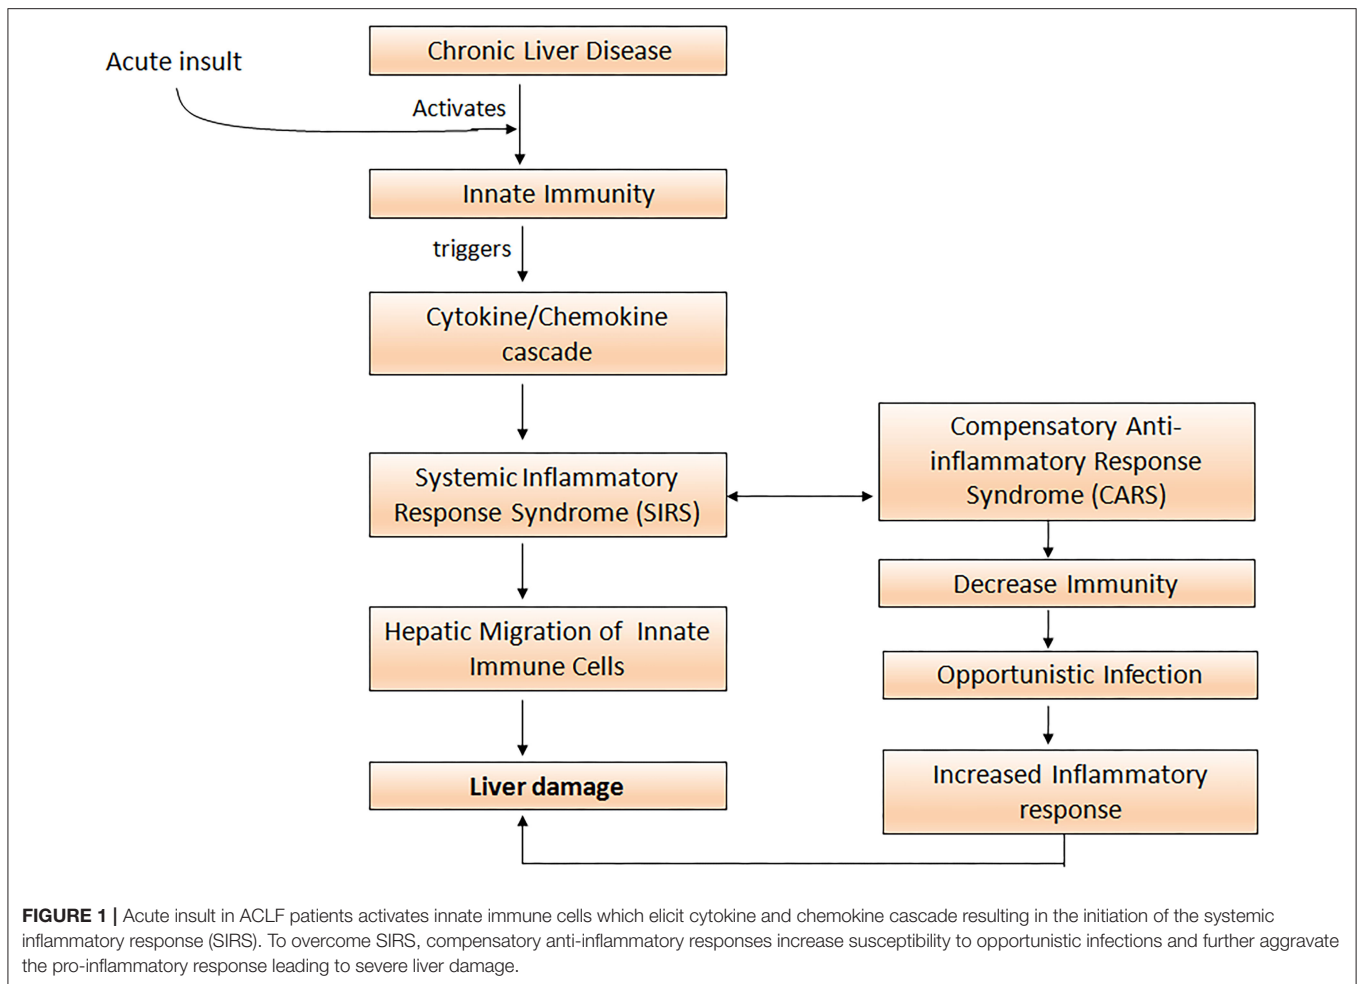 Chronic Liver Disease
Acute insult
Activates
Innate Immunity
triggers
Cytokine/Chemokine
cascade
Systemic Inflammatory
Response Syndrome (SIRS)
Compensatory Anti-
inflammatory Response
Syndrome (CARS)
Decrease Immunity
Hepatic Migration of Innate
Immune Cells
Opportunistic Infection
Liver damage
Increased Inflammatory
response
FIGURE 1 | Acute insult in ACLF patients activates innate immune cells which elicit cytokine and chemokine cascade resulting in the initiation of the systemic
inflammatory response (SIRS). To overcome SIRS, compensatory anti-inflammatory responses increase susceptibility to opportunistic infections and further aggravate
the pro-inflammatory response leading to severe liver damage.